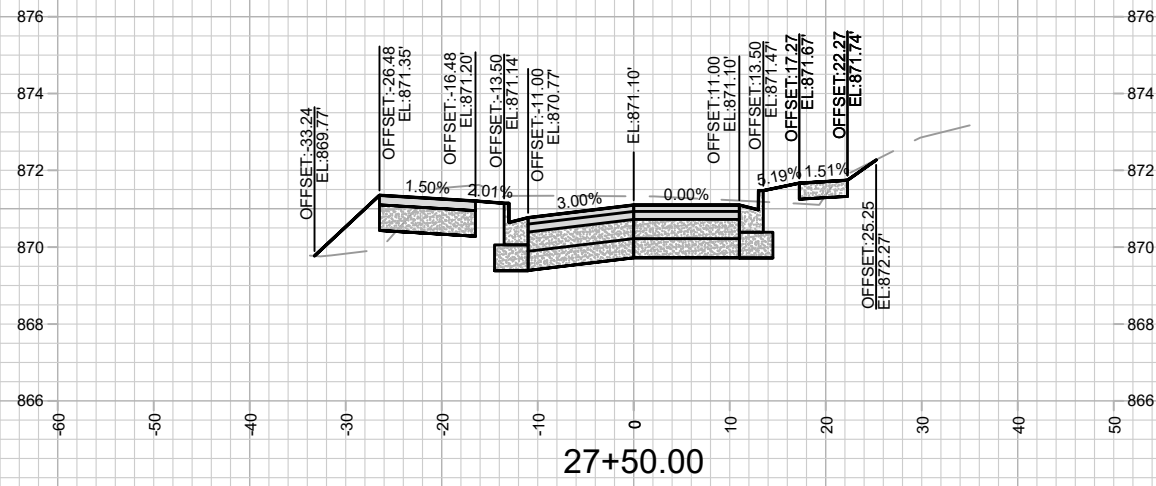 876
876
874
874
872
872
870
870
868
868
866
866
OFFSET:-33.24
EL:869.77'
OFFSET:-26.48
EL:871.35'
OFFSET:-16.48
EL:871.20'
OFFSET:-13.50
EL:871.14'
OFFSET:-11.00
EL:870.77'
EL:871.10'
OFFSET:11.00
EL:871.10'
OFFSET:13.50
EL:871.47'
OFFSET:17.27
EL:871.67'
OFFSET:22.27
EL:871.74'
OFFSET:25.25
EL:872.27'
1.50%
2.01%
3.00%
0.00%
5.19%
1.51%
-60
-50
-40
-30
-20
-10
0
10
20
30
40
50
27+50.00